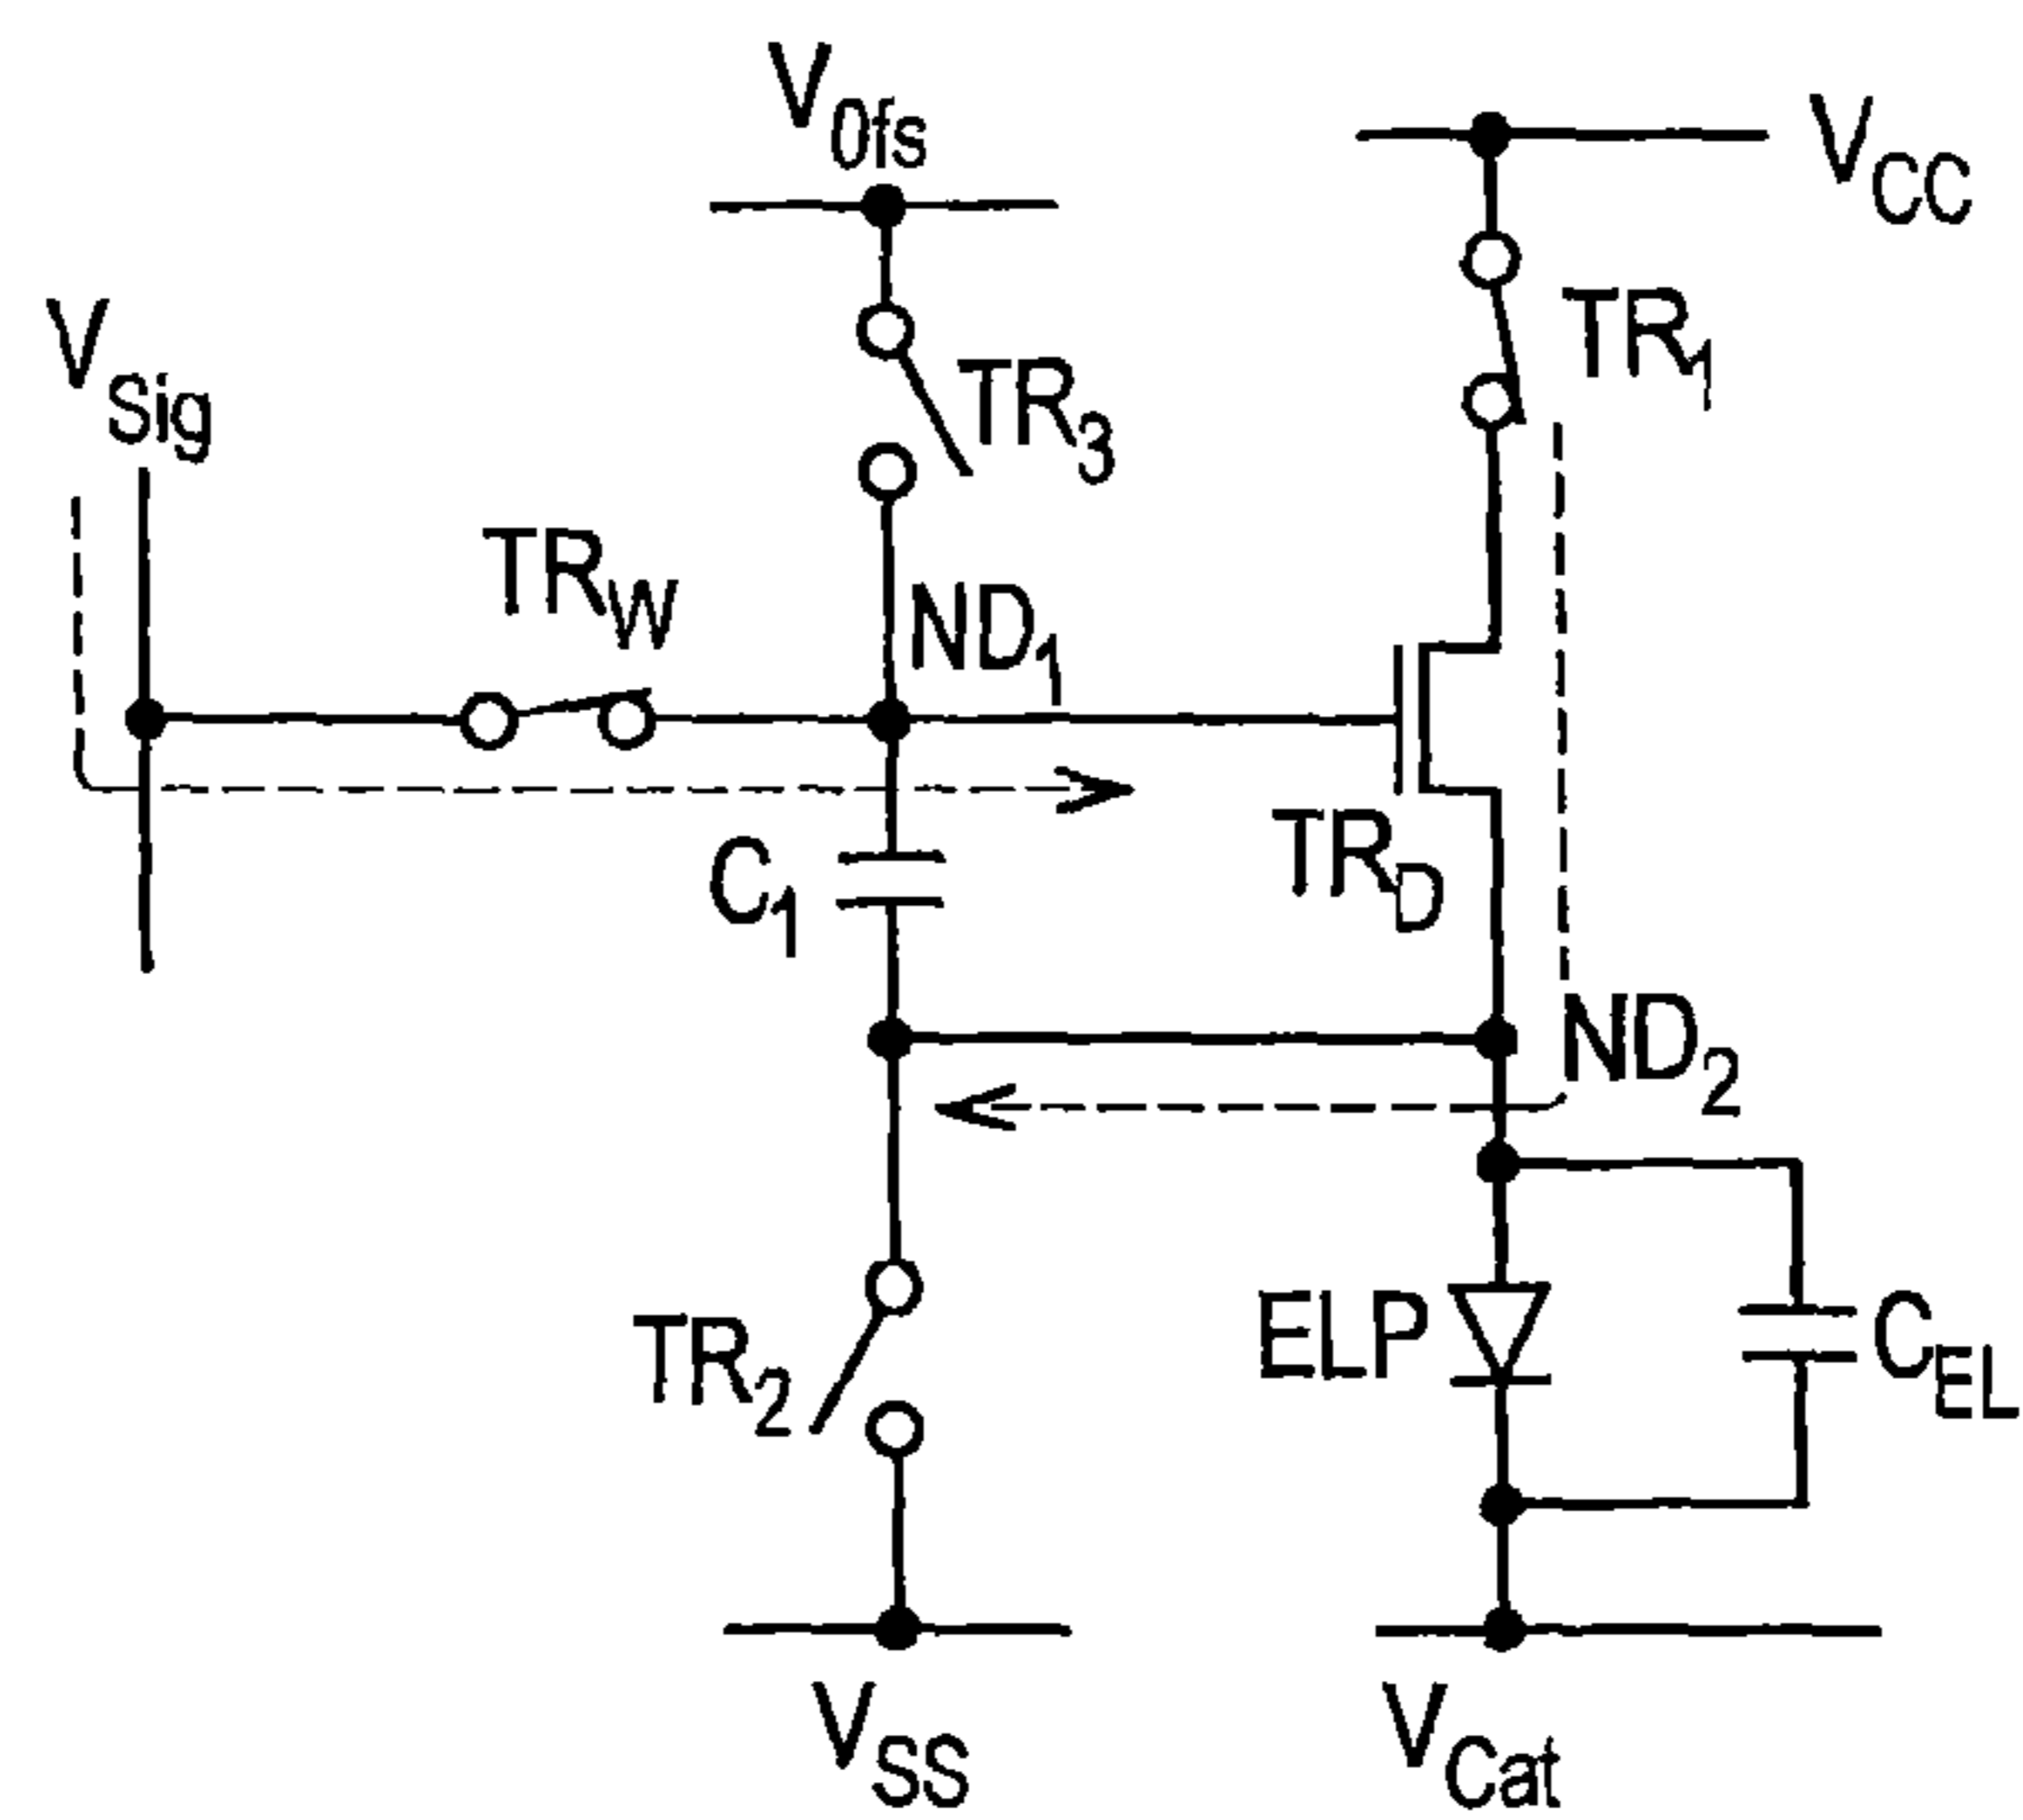 V0fs
VCC
VSig
TR3
TR1
TRW
ND1
C1
TRD
ND2
TR2
ELP
CEL
VSS
VCat